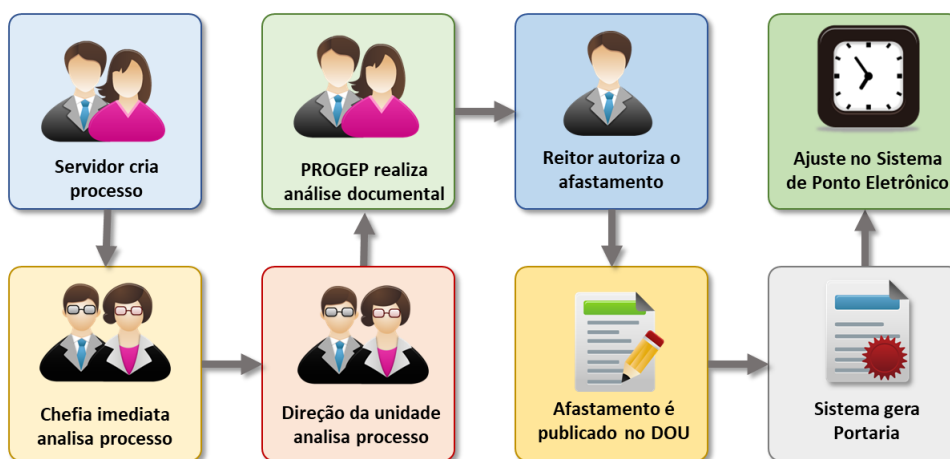 Servidor cria
processo
Chefia imediata
analisa processo
Direção da unidade
analisa processo
PROGEP realiza
análise documental
Reitor autoriza o
afastamento
Afastamento é
publicado no DOU
Sistema gera
Portaria
Ajuste no Sistema
de Ponto Eletrônico